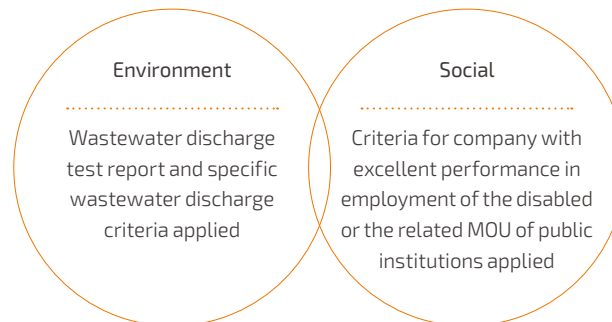 Environment
Wastewater discharge
test report and specific
wastewater discharge
criteria applied
Social
Criteria for company with
excellent performance in
employment of the disabled
or the related MOU of public
institutions applied